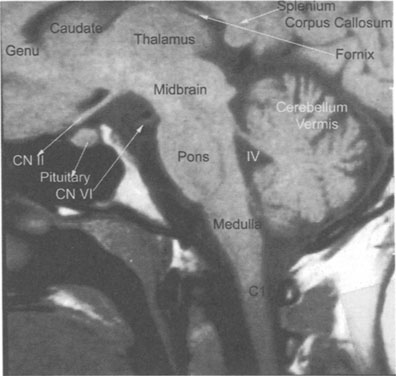 Splenium
Corpus Callosum
Caudate
Thalamus
Genu
Fornix
Midbrain
Cerebellum
Vermis
CN II
Pons
IV
Pituitary
CN VI
Medulla
C1